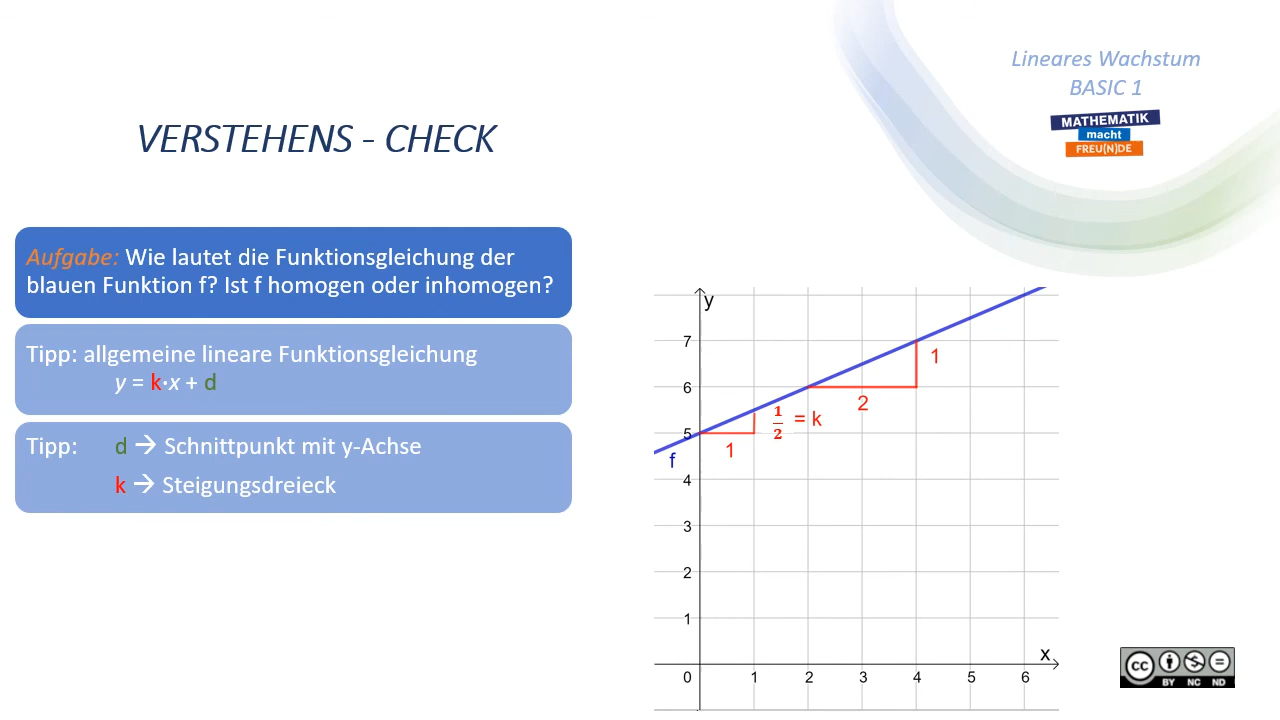 Lineares Wachstum
BASIC 1
MATHEMATIK
macht
FREU(N)DE
VERSTEHENS - CHECK
Aufgabe: Wie lautet die Funktionsgleichung der
blauen Funktion f? Ist f homogen oder inhomogen?
Tipp: allgemeine lineare Funktionsgleichung
y = k·x + d
Tipp: d → Schnittpunkt mit y-Achse
k → Steigungsdreieck
y
7
6
5
4
3
2
1
0 1 2 3 4 5 6
x
f
1
1/2 = k
2
1
CC BY NC ND